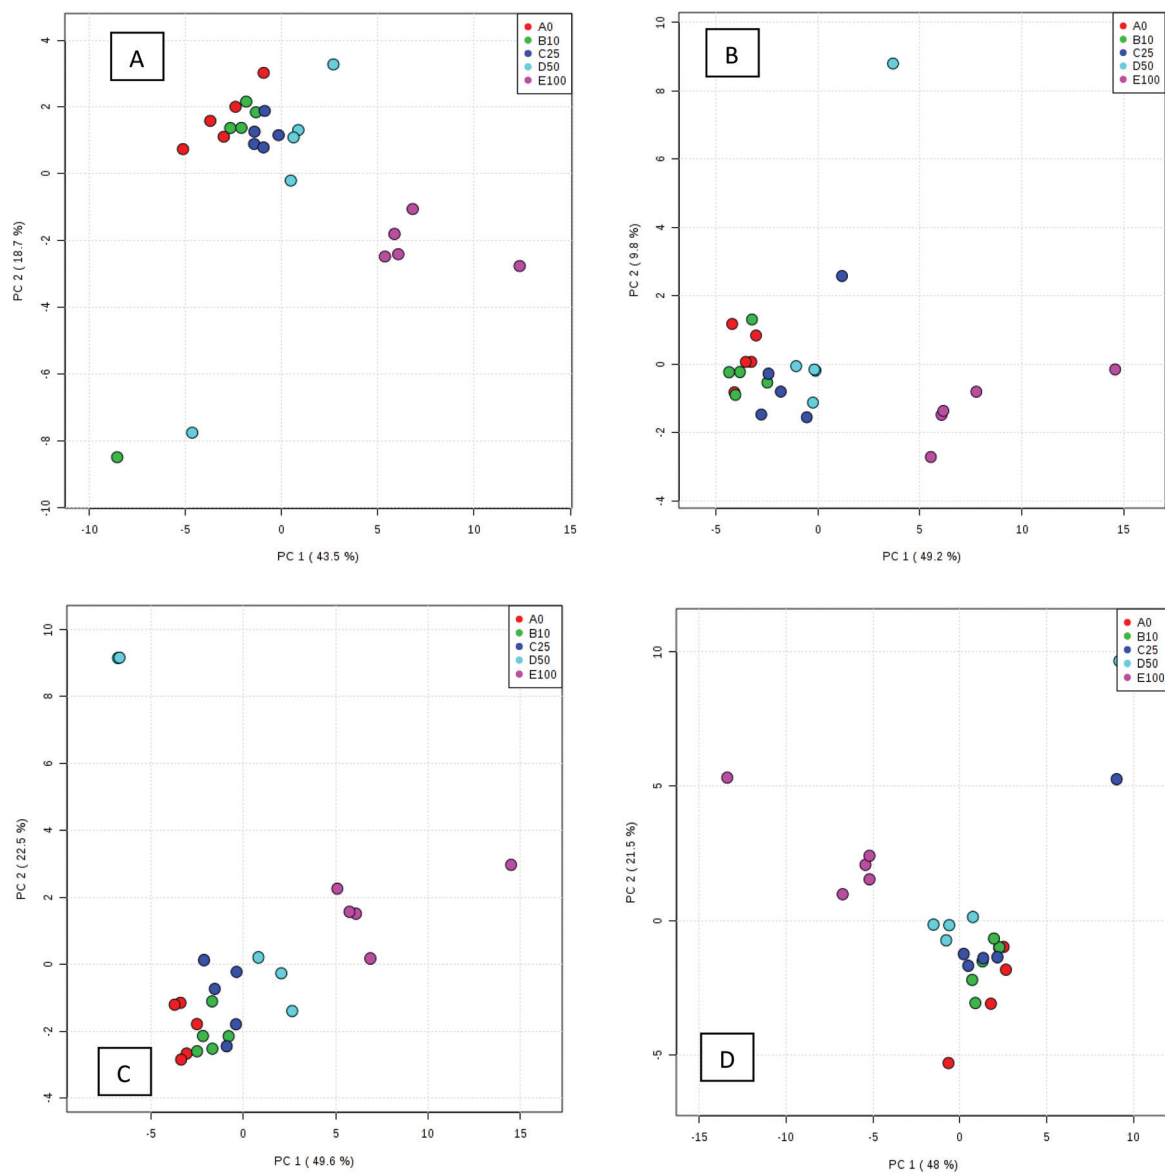 A
A0
B10
C25
D50
E100
4
2
0
-2
-4
-6
-8
-10
PC 2 ( 18.7 %)
-10 -5 0 5 10 15
PC 1 ( 43.5 %)
B
A0
B10
C25
D50
E100
10
8
6
4
2
0
-2
-4
PC 2 ( 9.8 %)
-5 0 5 10 15
PC 1 ( 49.2 %)
C
A0
B10
C25
D50
E100
10
8
6
4
2
0
-2
-4
PC 2 ( 22.5 %)
-5 0 5 10 15
PC 1 ( 49.6 %)
D
A0
B10
C25
D50
E100
10
5
0
-5
PC 2 ( 21.5 %)
-15 -10 -5 0 5 10
PC 1 ( 48 %)